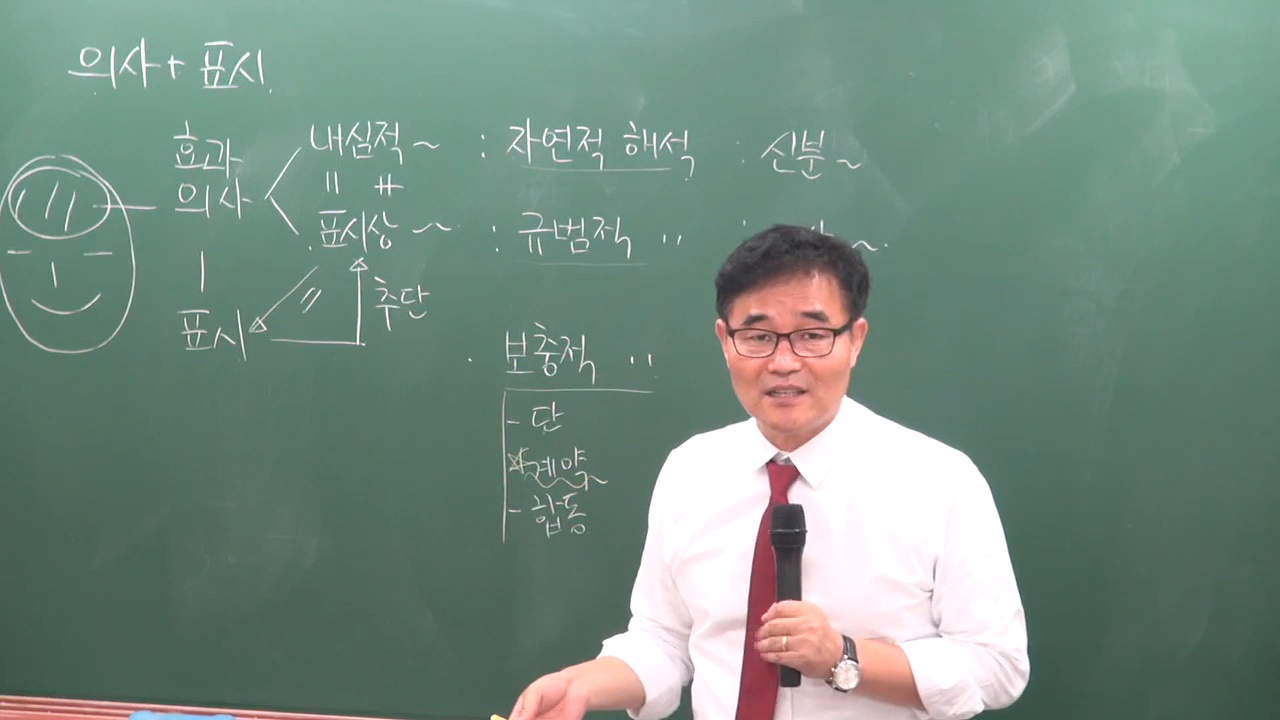 의사 + 표시
효과 의사
내심적 ~ : 자연적 해석 : 신분 ~
〃 ⧺
표시상 ~ : 규범적 〃 : ~
표시
추단
보충적 〃
- 단
☆계약
- 합동